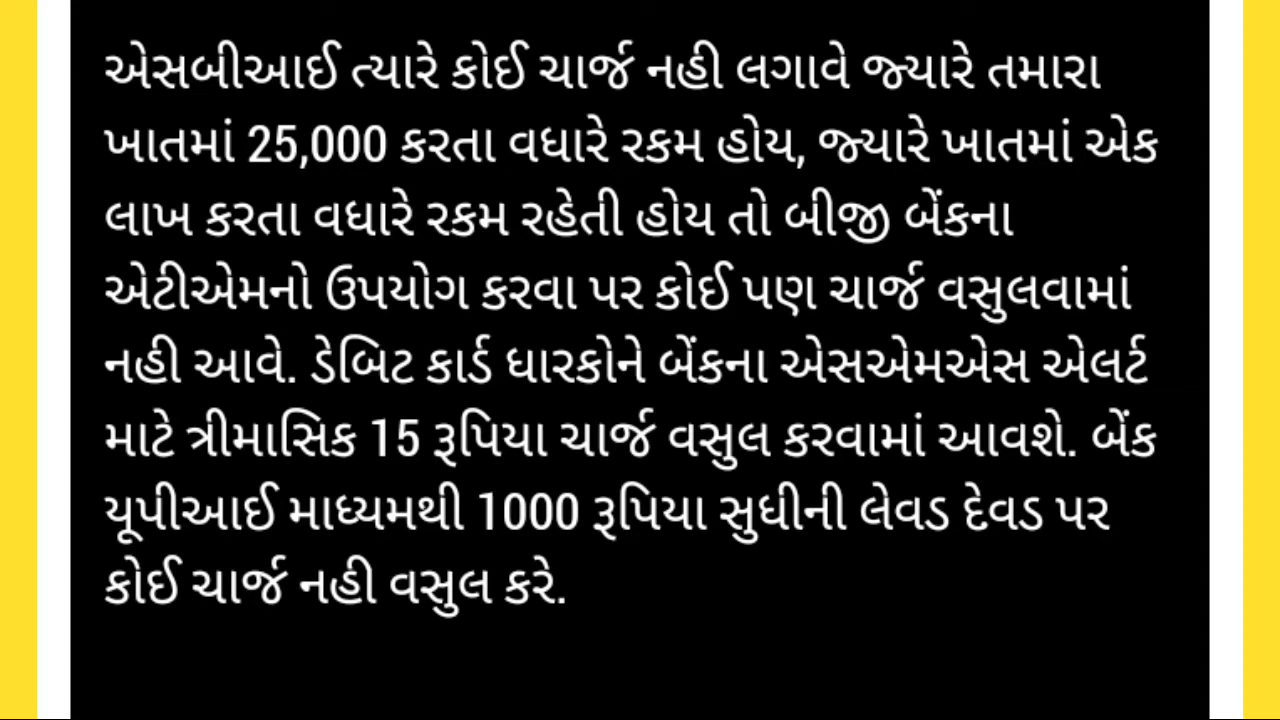 એસબીઆઈ ત્યારે કોઈ ચાર્જ નહી લગાવે જ્યારે તમારા
ખાતમાં 25,000 કરતા વધારે રકમ હોય, જ્યારે ખાતમાં એક
લાખ કરતા વધારે રકમ રહેતી હોય તો બીજી બેંકના
એટીએમનો ઉપયોગ કરવા પર કોઈ પણ ચાર્જ વસુલવામાં
નહી આવે. ડેબિટ કાર્ડ ધારકોને બેંકના એસએમએસ એલર્ટ
માટે ત્રીમાસિક 15 રૂપિયા ચાર્જ વસુલ કરવામાં આવશે. બેંક
યૂપીઆઈ માધ્યમથી 1000 રૂપિયા સુધીની લેવડ દેવડ પર
કોઈ ચાર્જ નહી વસુલ કરે.